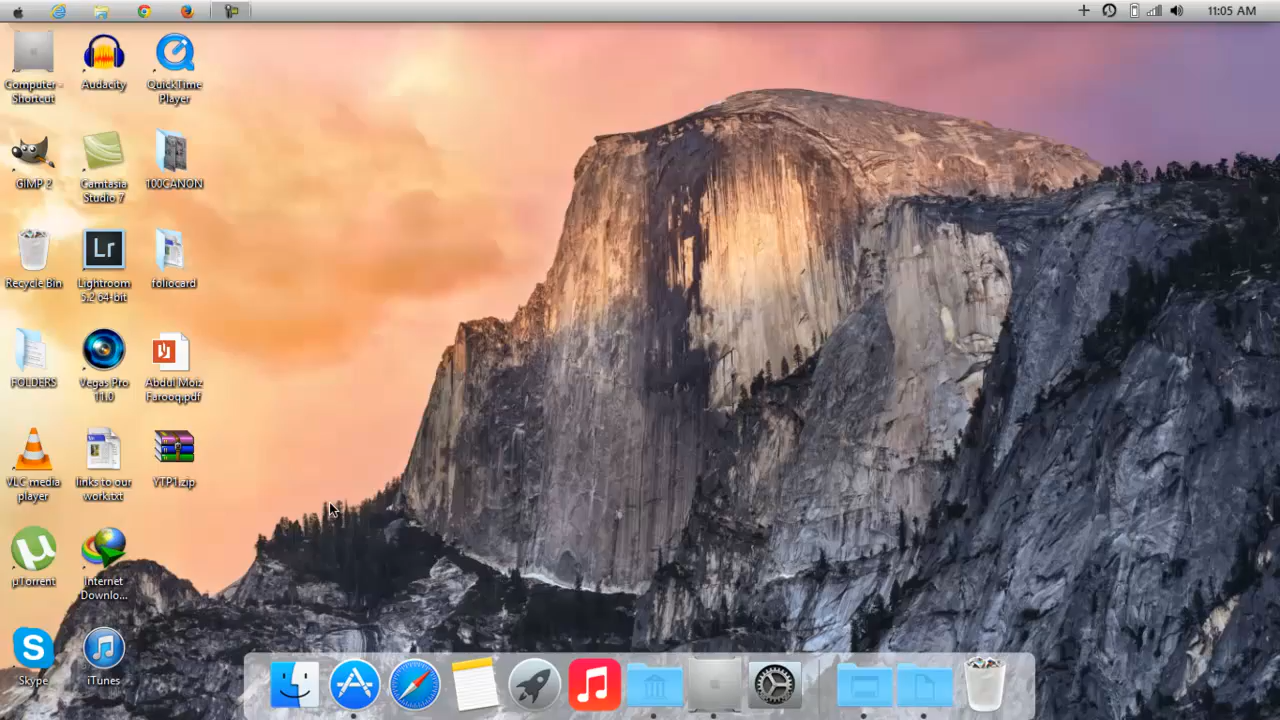 11:05 AM
Computer -
Shortcut
Audacity
QuickTime
Player
GIMP 2
Camtasia
Studio 7
100CANON
Recycle Bin
Lr
Lightroom
5.2 64-bit
foliocard
FOLDERS
Vegas Pro
11.0
Abdul Moiz
Farooq.pdf
VLC media
player
links to our
work.txt
YTP1.zip
µTorrent
Internet
Downlo...
Skype
iTunes